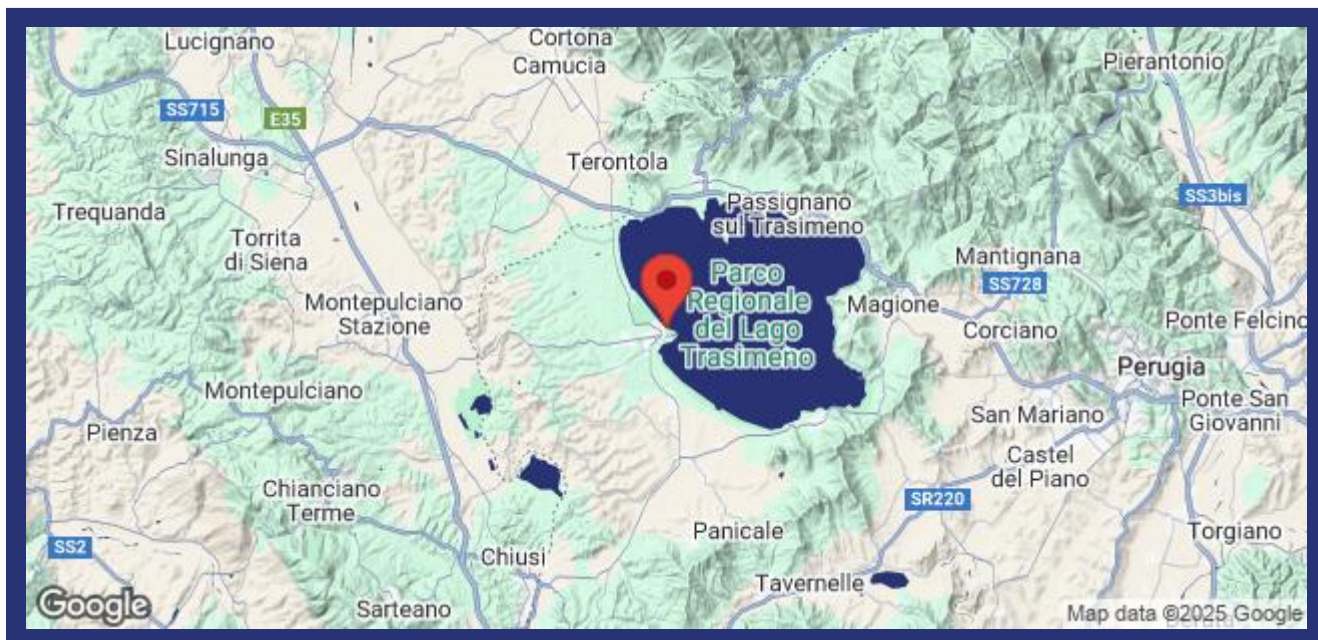 Lucignano
Cortona
Camucia
Pierantonio
SS715
E35
Sinalunga
Terontola
Trequanda
SS3bis
Passignano
sul Trasimeno
Torrita
di Siena
Mantignana
Parco
Regionale
del Lago
Trasimeno
SS728
Montepulciano
Stazione
Magione
Corciano
Ponte Felcino
Perugia
Montepulciano
Ponte San
Giovanni
San Mariano
Pienza
Castel
del Piano
Chianciano
Terme
SR220
Panicale
Torgiano
SS2
Chiusi
Tavernelle
Sarteano
Google
Map data ©2025 Google